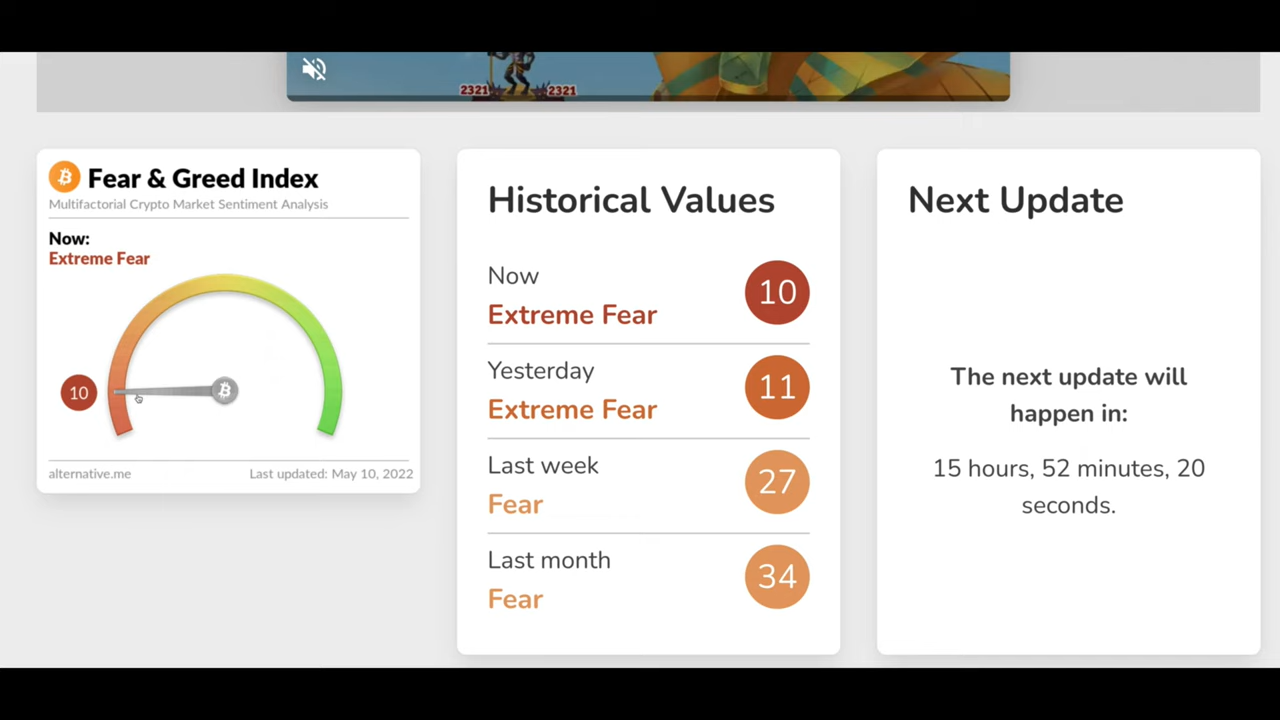 2321 2321
Fear & Greed Index
Multifactorial Crypto Market Sentiment Analysis
Now:
Extreme Fear
10
alternative.me
Last updated: May 10, 2022
Historical Values
Now
Extreme Fear
10
Yesterday
Extreme Fear
11
Last week
Fear
27
Last month
Fear
34
Next Update
The next update will
happen in:
15 hours, 52 minutes, 20
seconds.